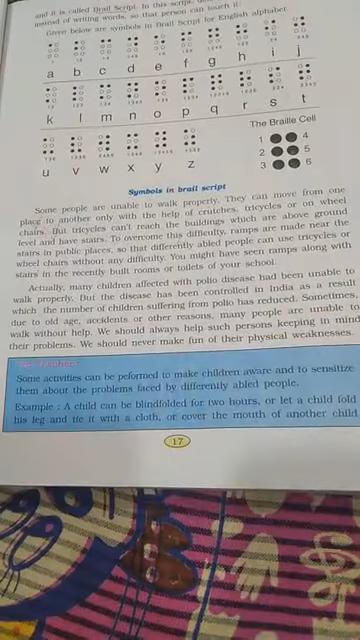 and it is called Brail Script. In this script,
instead of writing words, so that person can touch it.
Given below are symbols in Brail Script for English alphabet.
a b c d e f g h i j
k l m n o p q r s t
u v w x y z
The Braille Cell
1 4
2 5
3 6
Symbols in brail script
Some people are unable to walk properly. They can move from one
place to another only with the help of crutches, tricycles or on wheel
chairs. But tricycles can't reach the buildings which are above ground
level and have stairs. To overcome this difficulty, ramps are made near the
stairs in public places, so that differently abled people can use tricycles or
wheel chairs without any difficulty. You might have seen ramps along with
stairs in the recently built rooms or toilets of your school.
Actually, many children affected with polio disease had been unable to
walk properly. But the disease has been controlled in India as a result
which the number of children suffering from polio has reduced. Sometimes,
due to old age, accidents or other reasons, many people are unable to
walk without help. We should always help such persons keeping in mind
their problems. We should never make fun of their physical weaknesses.
Some activities can be peformed to make children aware and to sensitize
them about the problems faced by differently abled people.
Example : A child can be blindfolded for two hours, or let a child fold
his leg and tie it with a cloth, or cover the mouth of another child
17